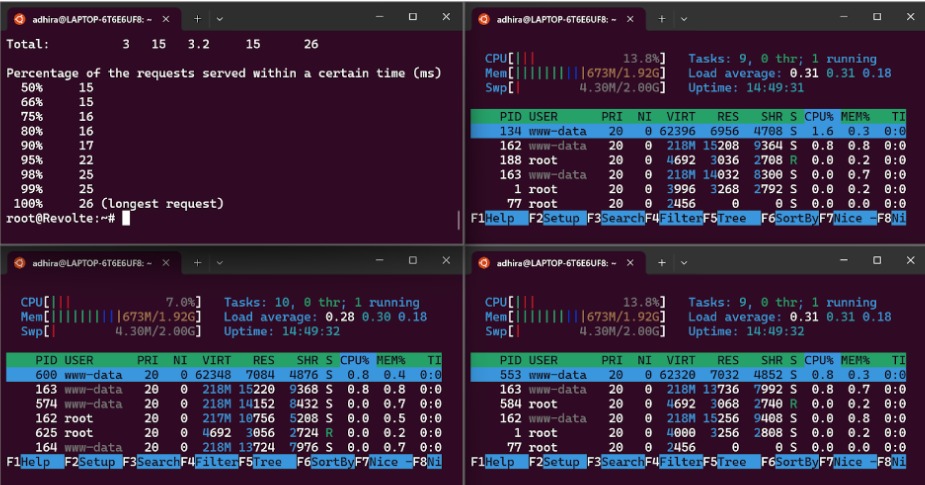 adhira@LAPTOP-6T6E6UF8: ~
Total: 3 15 3.2 15 26
Percentage of the requests served within a certain time (ms)
50% 15
66% 15
75% 16
80% 16
90% 17
95% 22
98% 25
99% 25
100% 26 (longest request)
root@Revolte:~#
adhira@LAPTOP-6T6E6UF8: ~
CPU[||| 13.8%] Tasks: 9, 0 thr; 1 running
Mem[||||||||||673M/1.92G] Load average: 0.31 0.31 0.18
Swp[| 4.30M/2.00G] Uptime: 14:49:31
PID USER PRI NI VIRT RES SHR S CPU% MEM% TI
134 www-data 20 0 62396 6956 4708 S 1.6 0.3 0:0
162 www-data 20 0 218M 15208 9364 S 0.8 0.8 0:0
188 root 20 0 4692 3036 2708 R 0.0 0.2 0:0
163 www-data 20 0 218M 14032 8300 S 0.0 0.7 0:0
1 root 20 0 3996 3268 2792 S 0.0 0.2 0:0
77 root 20 0 2456 0 0 S 0.0 0.0 0:0
F1Help F2Setup F3SearchF4FilterF5Tree F6SortByF7Nice -F8Ni
adhira@LAPTOP-6T6E6UF8: ~
CPU[||| 7.0%] Tasks: 10, 0 thr; 1 running
Mem[||||||||||673M/1.92G] Load average: 0.28 0.30 0.18
Swp[| 4.30M/2.00G] Uptime: 14:49:32
PID USER PRI NI VIRT RES SHR S CPU% MEM% TI
600 www-data 20 0 62348 7084 4876 S 0.8 0.4 0:0
163 www-data 20 0 218M 15220 9368 S 0.8 0.8 0:0
574 www-data 20 0 218M 14152 8432 S 0.0 0.7 0:0
162 root 20 0 217M 10756 5208 S 0.0 0.5 0:0
625 root 20 0 4692 3056 2724 R 0.0 0.2 0:0
164 www-data 20 0 218M 13724 7976 S 0.0 0.7 0:0
F1Help F2Setup F3SearchF4FilterF5Tree F6SortByF7Nice -F8Ni
adhira@LAPTOP-6T6E6UF8: ~
CPU[||| 13.8%] Tasks: 9, 0 thr; 1 running
Mem[||||||||||673M/1.92G] Load average: 0.31 0.31 0.18
Swp[| 4.30M/2.00G] Uptime: 14:49:32
PID USER PRI NI VIRT RES SHR S CPU% MEM% TI
553 www-data 20 0 62320 7032 4852 S 0.8 0.3 0:0
163 www-data 20 0 218M 13736 7992 S 0.8 0.7 0:0
584 root 20 0 4692 3068 2740 R 0.0 0.2 0:0
162 www-data 20 0 218M 15256 9408 S 0.0 0.8 0:0
1 root 20 0 4000 3256 2808 S 0.0 0.2 0:0
77 root 20 0 2456 0 0 S 0.0 0.0 0:0
F1Help F2Setup F3SearchF4FilterF5Tree F6SortByF7Nice -F8Ni